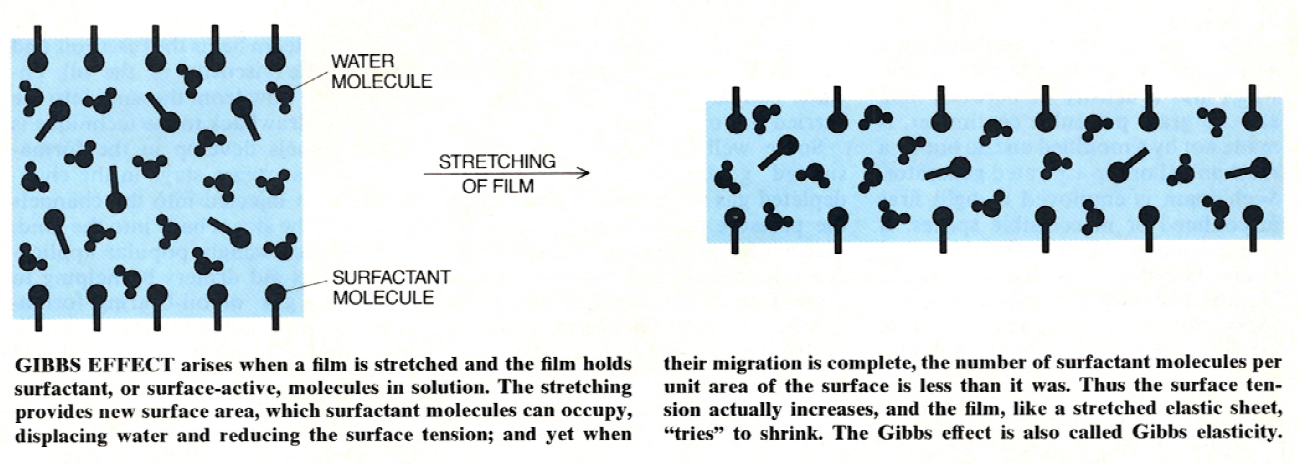 WATER
MOLECULE
STRETCHING
OF FILM
SURFACTANT
MOLECULE
GIBBS EFFECT arises when a film is stretched and the film holds
surfactant, or surface-active, molecules in solution. The stretching
provides new surface area, which surfactant molecules can occupy,
displacing water and reducing the surface tension; and yet when
their migration is complete, the number of surfactant molecules per
unit area of the surface is less than it was. Thus the surface ten-
sion actually increases, and the film, like a stretched elastic sheet,
“tries” to shrink. The Gibbs effect is also called Gibbs elasticity.